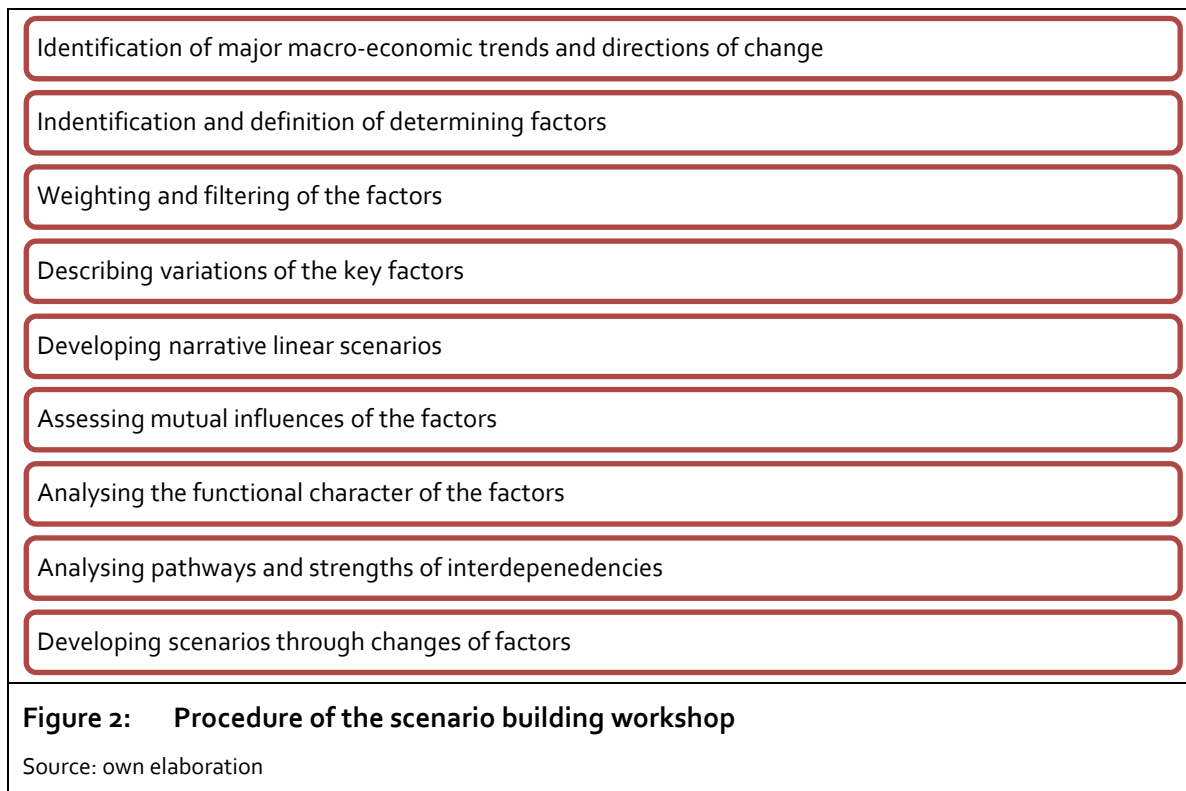 Identification of major macro-economic trends and directions of change
Indentification and definition of determining factors
Weighting and filtering of the factors
Describing variations of the key factors
Developing narrative linear scenarios
Assessing mutual influences of the factors
Analysing the functional character of the factors
Analysing pathways and strengths of interdepenedencies
Developing scenarios through changes of factors
Figure 2: Procedure of the scenario building workshop
Source: own elaboration